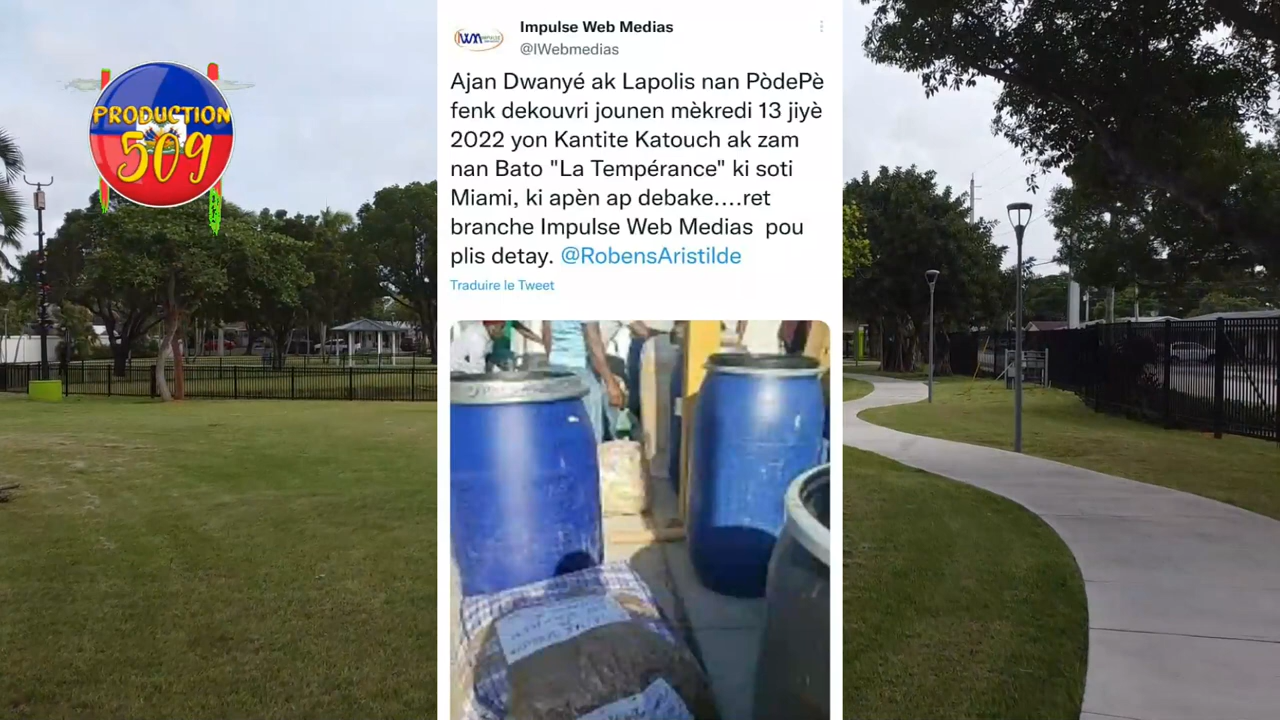 PRODUCTION
509
Impulse Web Medias
@IWebmedias
Ajan Dwanyé ak Lapolis nan PòdePè
fenk dekouvri jounen mèkredi 13 jiyè
2022 yon Kantite Katouch ak zam
nan Bato "La Tempérance" ki soti
Miami, ki apèn ap debake....ret
branche Impulse Web Medias pou
plis detay. @RobensAristilde
Traduire le Tweet